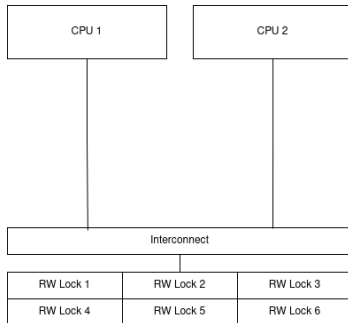 CPU 1
CPU 2
Interconnect
RW Lock 1
RW Lock 2
RW Lock 3
RW Lock 4
RW Lock 5
RW Lock 6